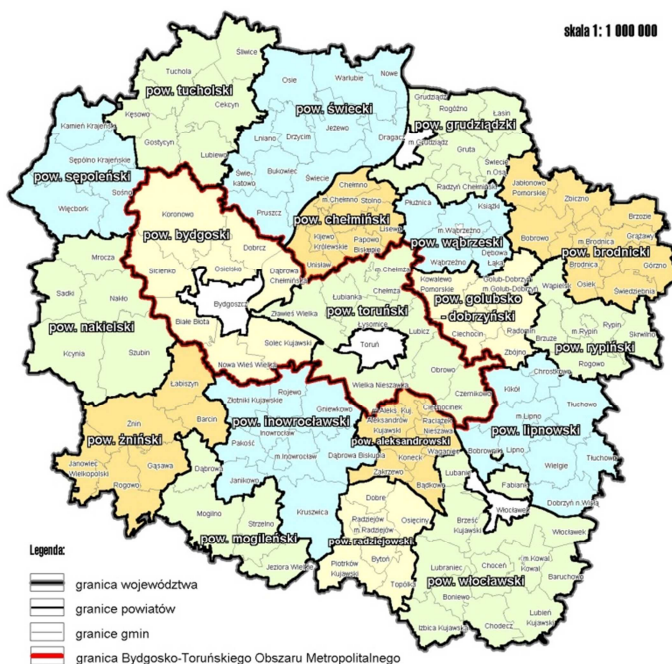 skala 1: 1 000 000
Śliwice
Tuchola
pow. tucholski
Cekcyn
Kęsowo
Gostycyn
Lubiewo
Osie
Warlubie
Nowe
pow. świecki
Lniano
Drzycim
Jeżewo
Dragacz
Świe-
katowo
Bukowiec
Świecie
Pruszcz
Grudziądz
Rogóźno
Łasin
pow. grudziądzki
m.Grudziądz
Gruta
Świecie
n.Osą
Radzyń Chełmiński
Kamień Krajeński
Sępólno Krajeńskie
pow. sępoleński
Sośno
Więcbork
Chełmno
m.Chełmno
Stolno
pow. chełmiński
Lisewo
Kijewo
Królewskie
Papowo
Biskupie
Unisław
Płużnica
Książki
m.Wąbrzeźno
pow. wąbrzeski
Wąbrzeźno
Dębowa
Łąka
Jabłonowo
Pomorskie
Zbiczno
Brzozie
Bobrowo
m.Brodnica
Grążawy
pow. brodnicki
Brodnica
Górzno
Osiek
Świedziebnia
Koronowo
pow. bydgoski
Dobrcz
Sicienko
Osielsko
Dąbrowa
Chełmińska
Bydgoszcz
Białe Błota
Solec Kujawski
Nowa Wieś Wielka
Zławieś Wielka
m.Chełmża
Chełmża
Łubianka
pow. toruński
Łysomice
Lubicz
Toruń
Obrowo
Wielka Nieszawka
Czernikowo
Kowalewo
Pomorskie
Golub-Dobrzyń
m.Golub-Dobrzyń
pow. golubsko
- dobrzyński
Ciechocin
Radomin
Zbójno
Wąpielsk
Rypin
m.Rypin
Skrwilno
Brzuze
pow. rypiński
Rogowo
Mrocza
Sadki
Nakło
pow. nakielski
Kcynia
Szubin
Łabiszyn
Żnin
Barcin
pow. żniński
Janowiec
Wielkopolski
Gąsawa
Rogowo
Rojewo
Złotniki Kujawskie
Gniewkowo
pow. Inowrocławski
Inowrocław
Pakość
m.Inowrocław
Dąbrowa Biskupia
Janikowo
Kruszwica
Ciechocinek
Aleks. Kuj.
Aleksandrów
Kujawski
Raciążek
Nieszawa
pow. aleksandrowski
Waganiec
Koneck
Zakrzewo
Bądkowo
Chrostkowo
Kikół
Tłuchowo
m.Lipno
pow. lipnowski
Bobrowniki
Lipno
Wielgie
Tłuchowo
Dobrzyń n.Wisłą
Dąbrowa
Mogilno
Strzelno
pow. mogileński
Jeziora Wielkie
Dobre
Radziejów
m.Radziejów
Osięciny
pow. radziejowski
Piotrków
Kujawski
Bytoń
Topólka
Lubanie
Fabianki
Włocławek
Brześć
Kujawski
Włocławek
Lubraniec
Choceń
m.Kowal
Kowal
Baruchowo
pow. włocławski
Boniewo
Lubień
Kujawski
Izbica Kujawska
Chodecz
Legenda:
granica województwa
granice powiatów
granice gmin
granica Bydgosko-Toruńskiego Obszaru Metropolitalnego